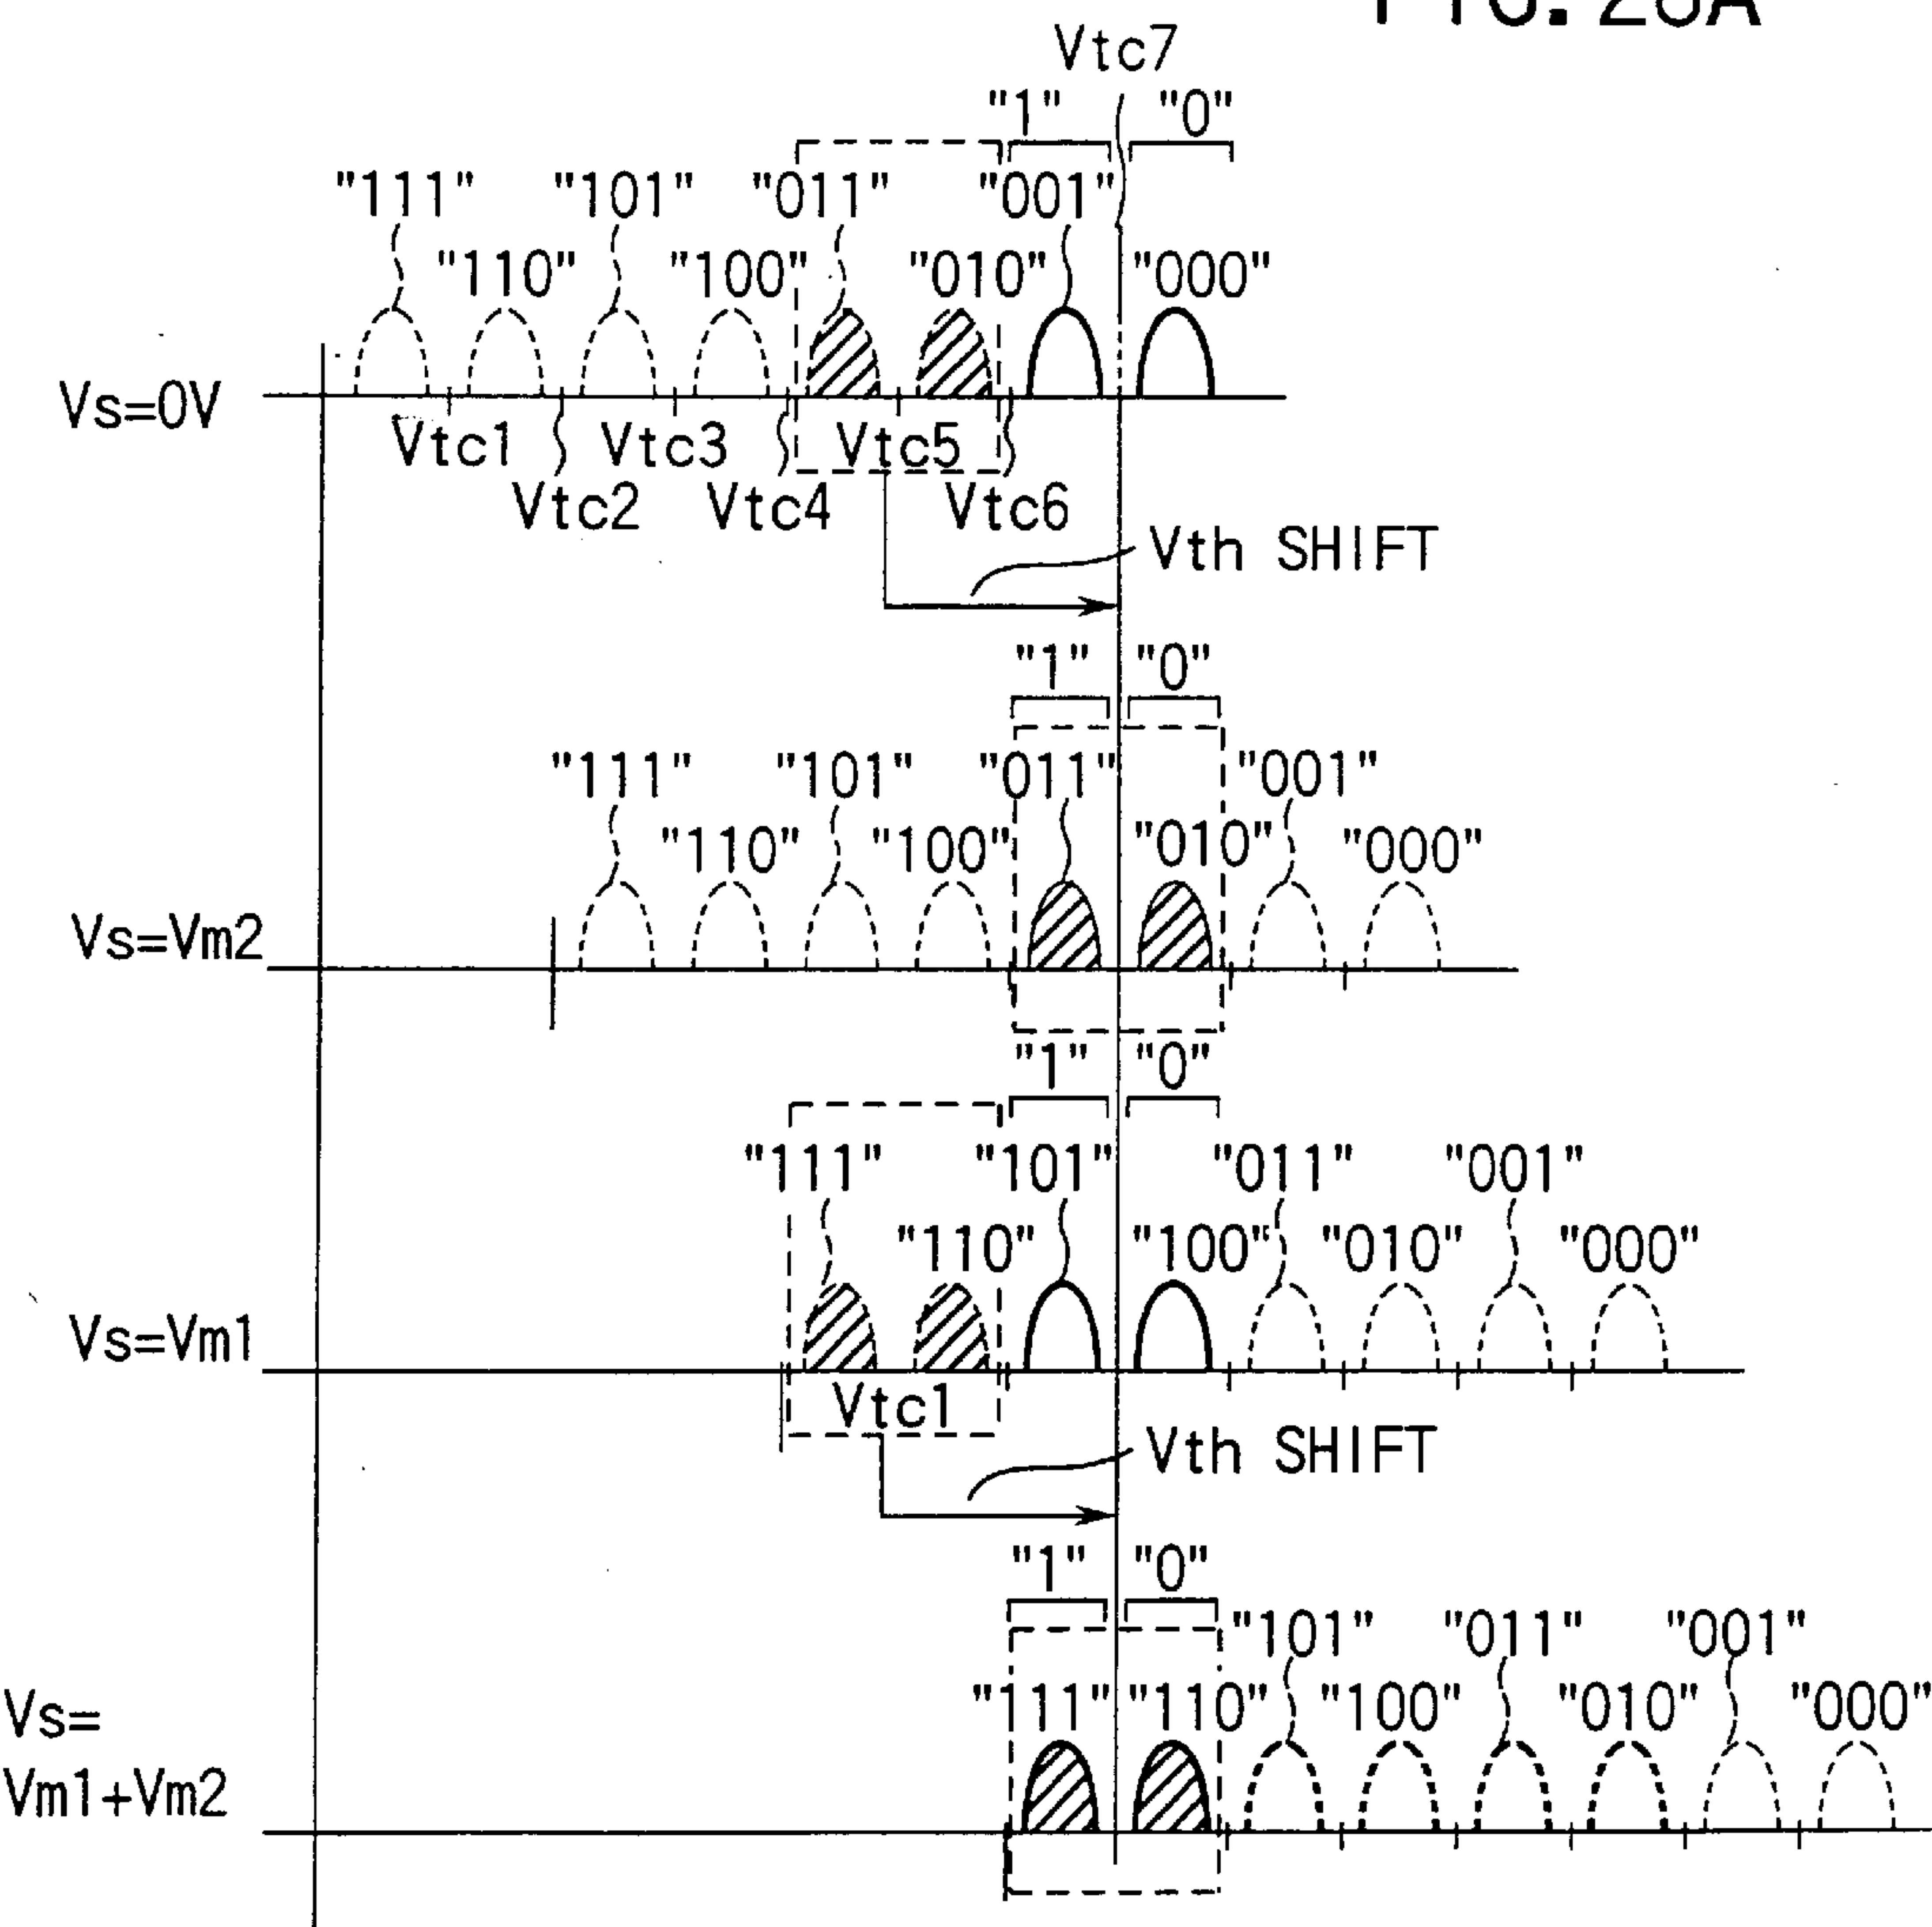 Vtc7
"1" "0"
"111" "101" "011" "001"
"110" "100" "010" "000"
Vs=0V
Vtc1 Vtc3 Vtc5
Vtc2 Vtc4 Vtc6
Vth SHIFT
"1" "0"
"111" "101" "011" "001"
"110" "100" "010" "000"
Vs=Vm2
"1" "0"
"111" "101" "011" "001"
"110" "100" "010" "000"
Vs=Vm1
Vtc1
Vth SHIFT
"1" "0"
"101" "011" "001"
"111" "110" "100" "010" "000"
Vs=
Vm1+Vm2